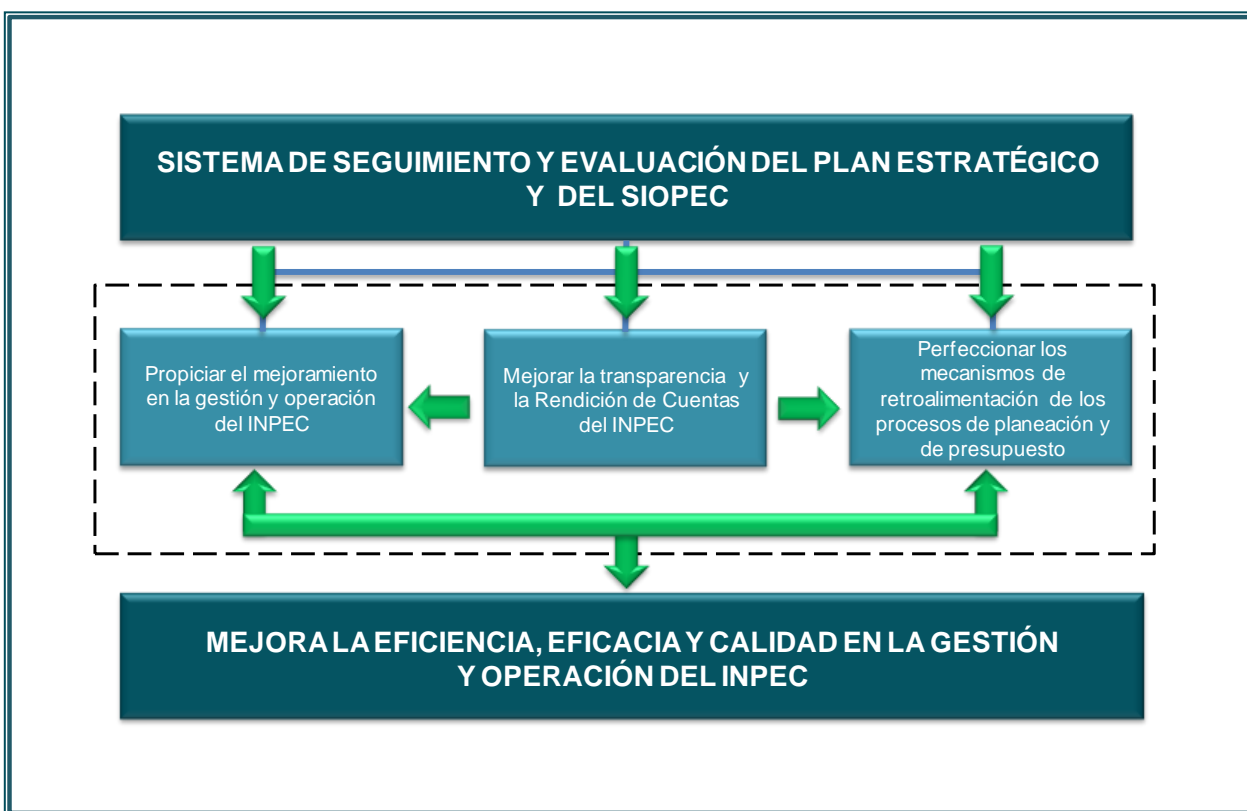 SISTEMA DE SEGUIMIENTO Y EVALUACIÓN DEL PLAN ESTRATÉGICO
Y DEL SIOPEC
Propiciar el mejoramiento
en la gestión y operación
del INPEC
Mejorar la transparencia y
la Rendición de Cuentas
del INPEC
Perfeccionar los
mecanismos de
retroalimentación de los
procesos de planeación y
de presupuesto
MEJORA LA EFICIENCIA, EFICACIA Y CALIDAD EN LA GESTIÓN
Y OPERACIÓN DEL INPEC